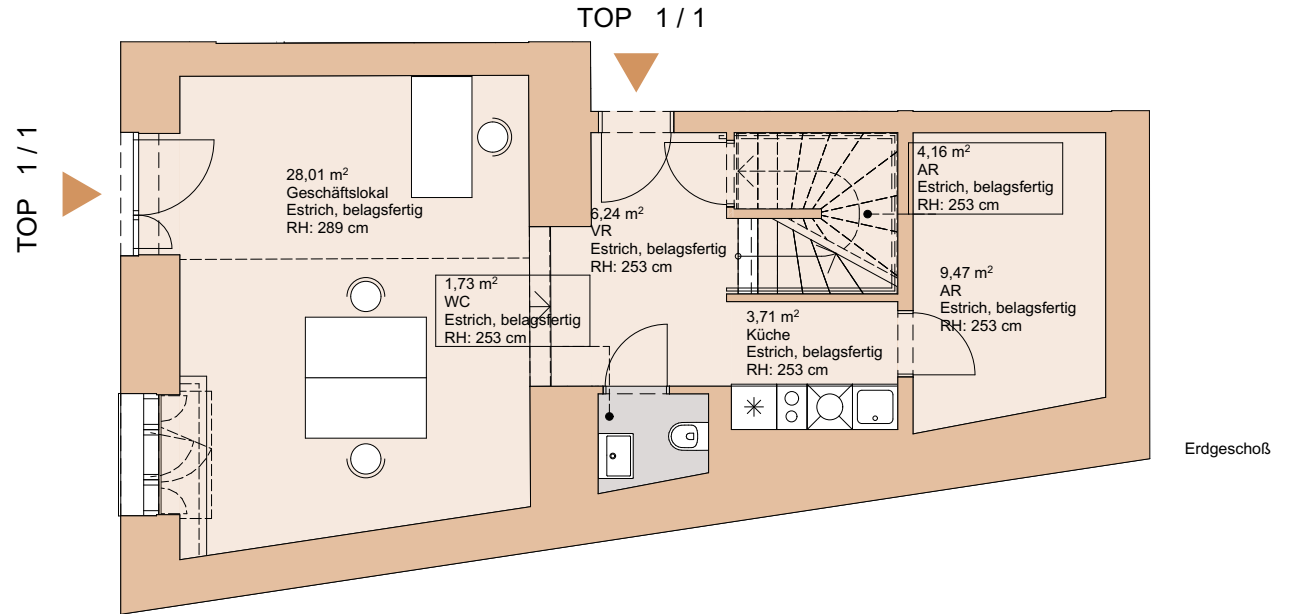 TOP 1 / 1
TOP 1 / 1
28,01 m²
Geschäftslokal
Estrich, belagsfertig
RH: 289 cm
6,24 m²
VR
Estrich, belagsfertig
RH: 253 cm
4,16 m²
AR
Estrich, belagsfertig
RH: 253 cm
1,73 m²
WC
Estrich, belagsfertig
RH: 253 cm
3,71 m²
Küche
Estrich, belagsfertig
RH: 253 cm
9,47 m²
AR
Estrich, belagsfertig
RH: 253 cm
Erdgeschoß